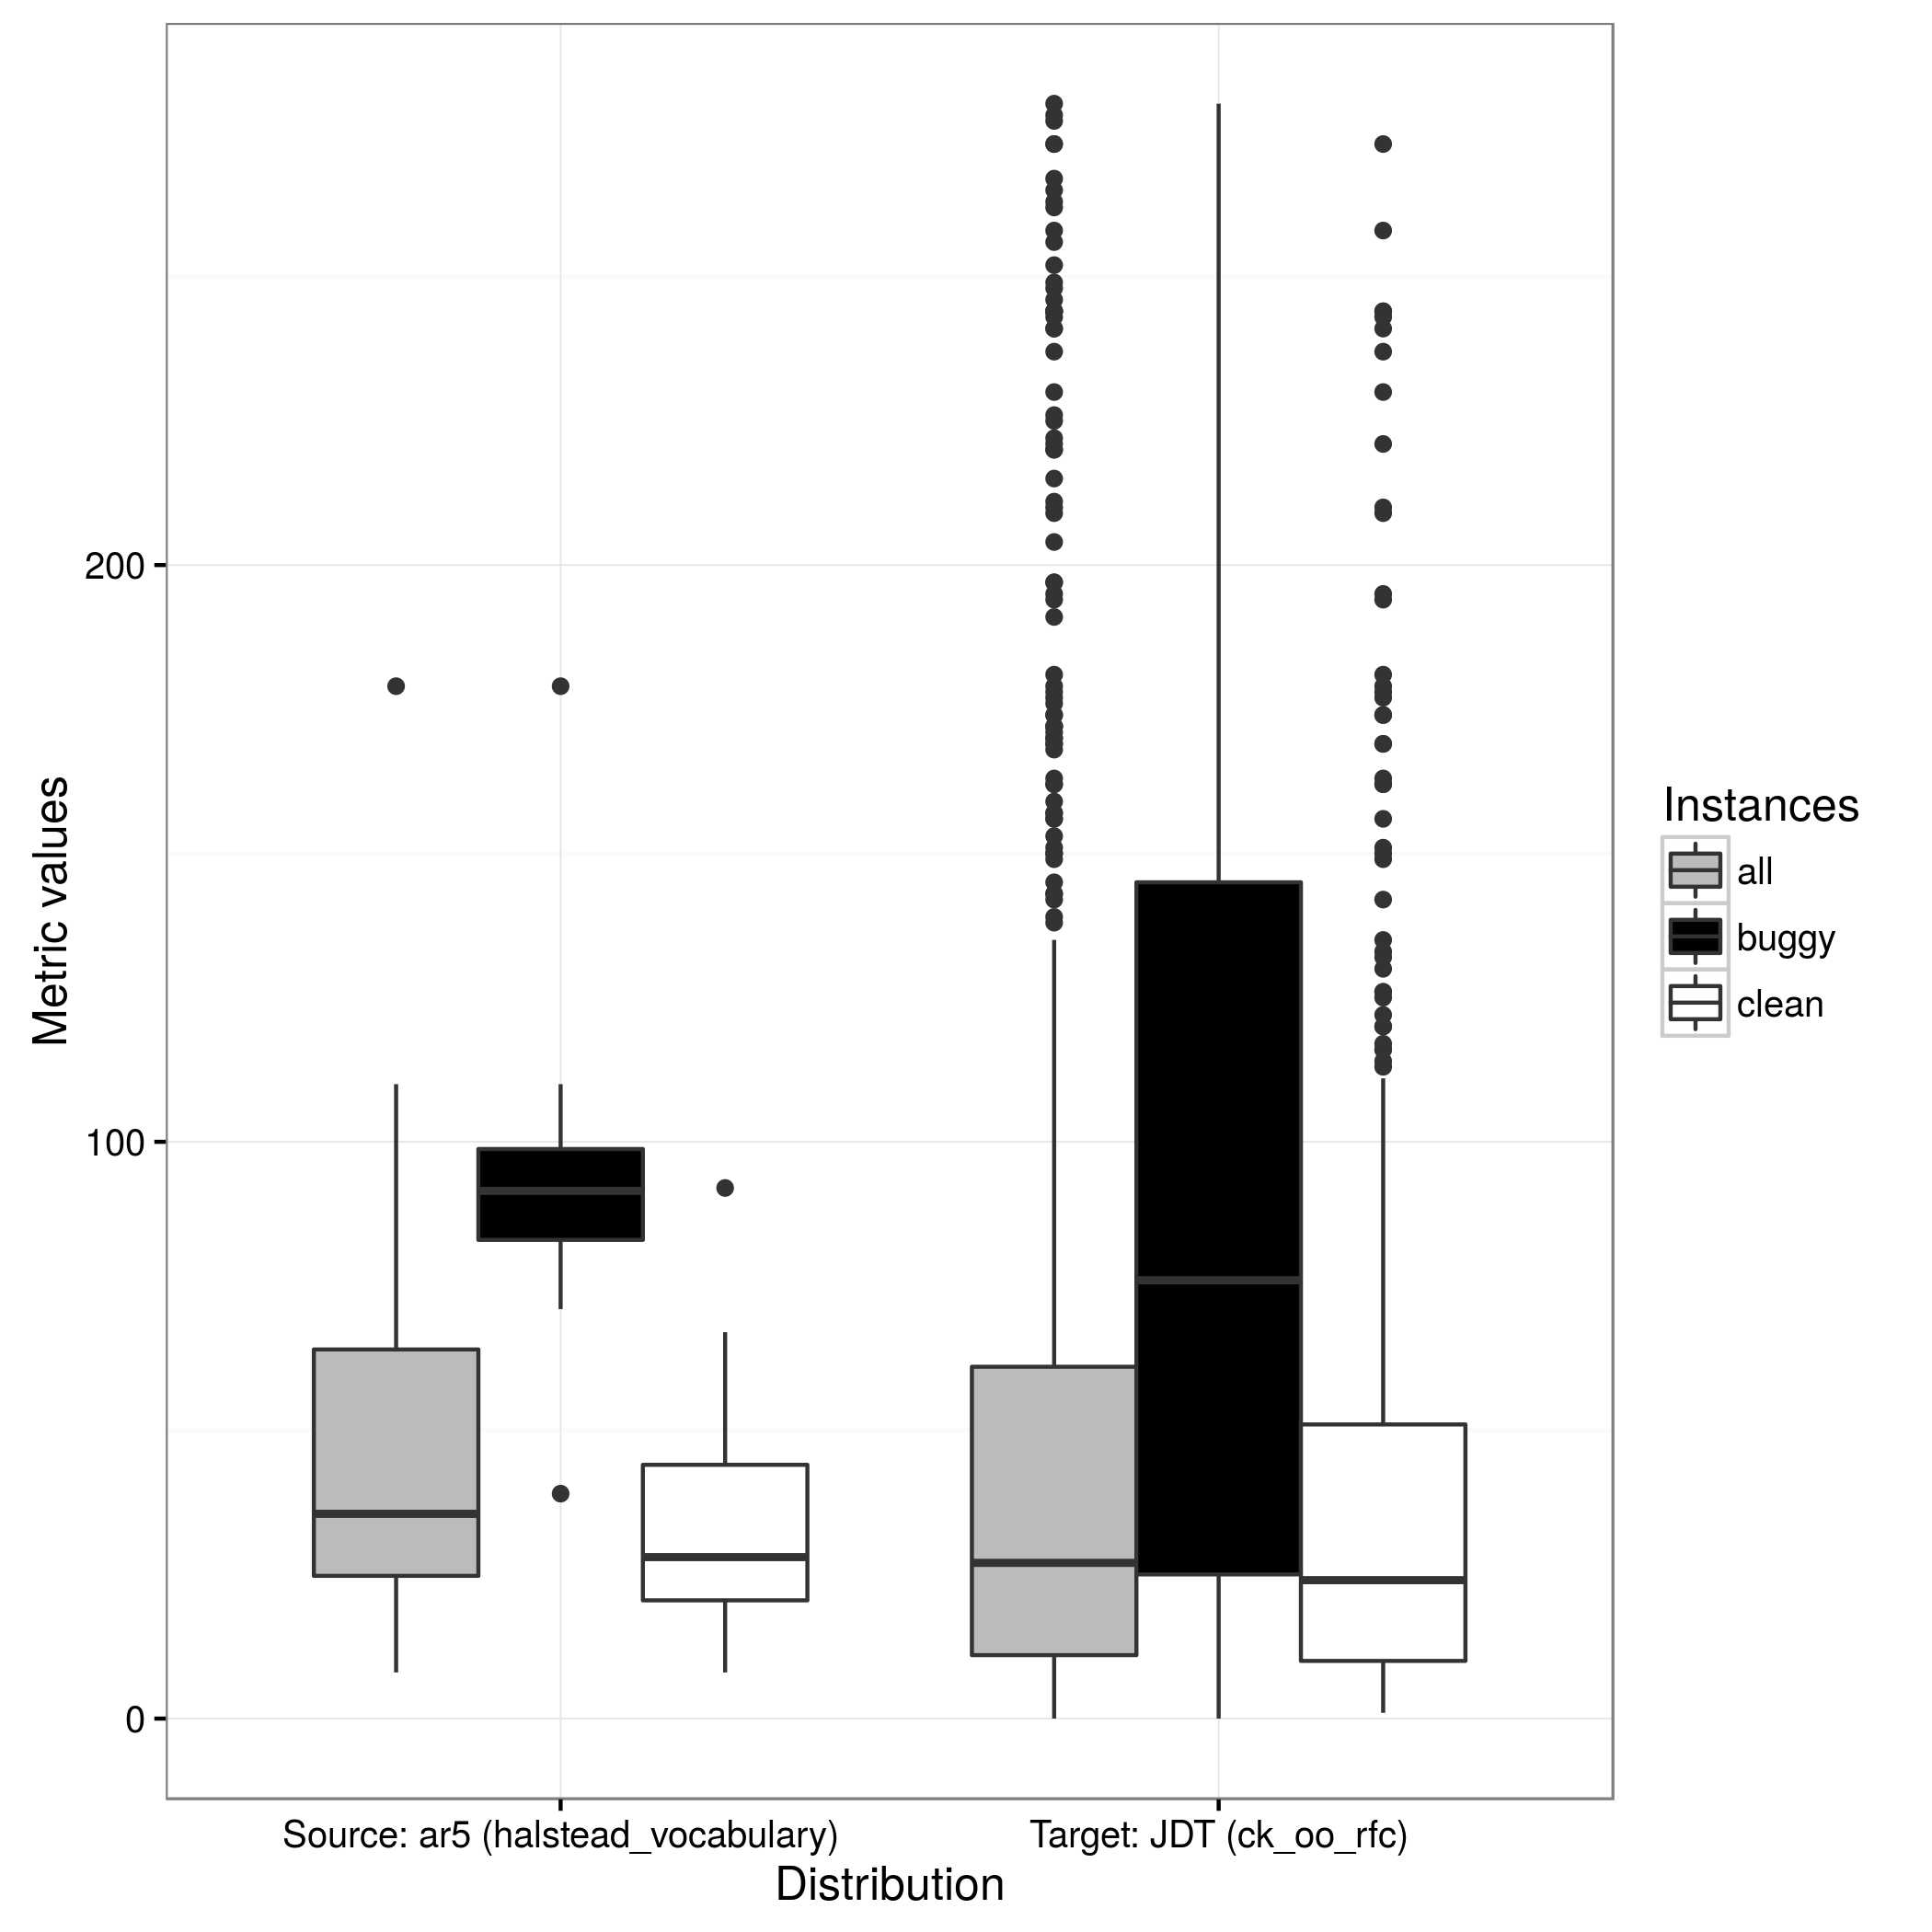 200
100
0
Metric values
Source: ar5 (halstead_vocabulary)
Target: JDT (ck_oo_rfc)
Distribution
Instances
all
buggy
clean